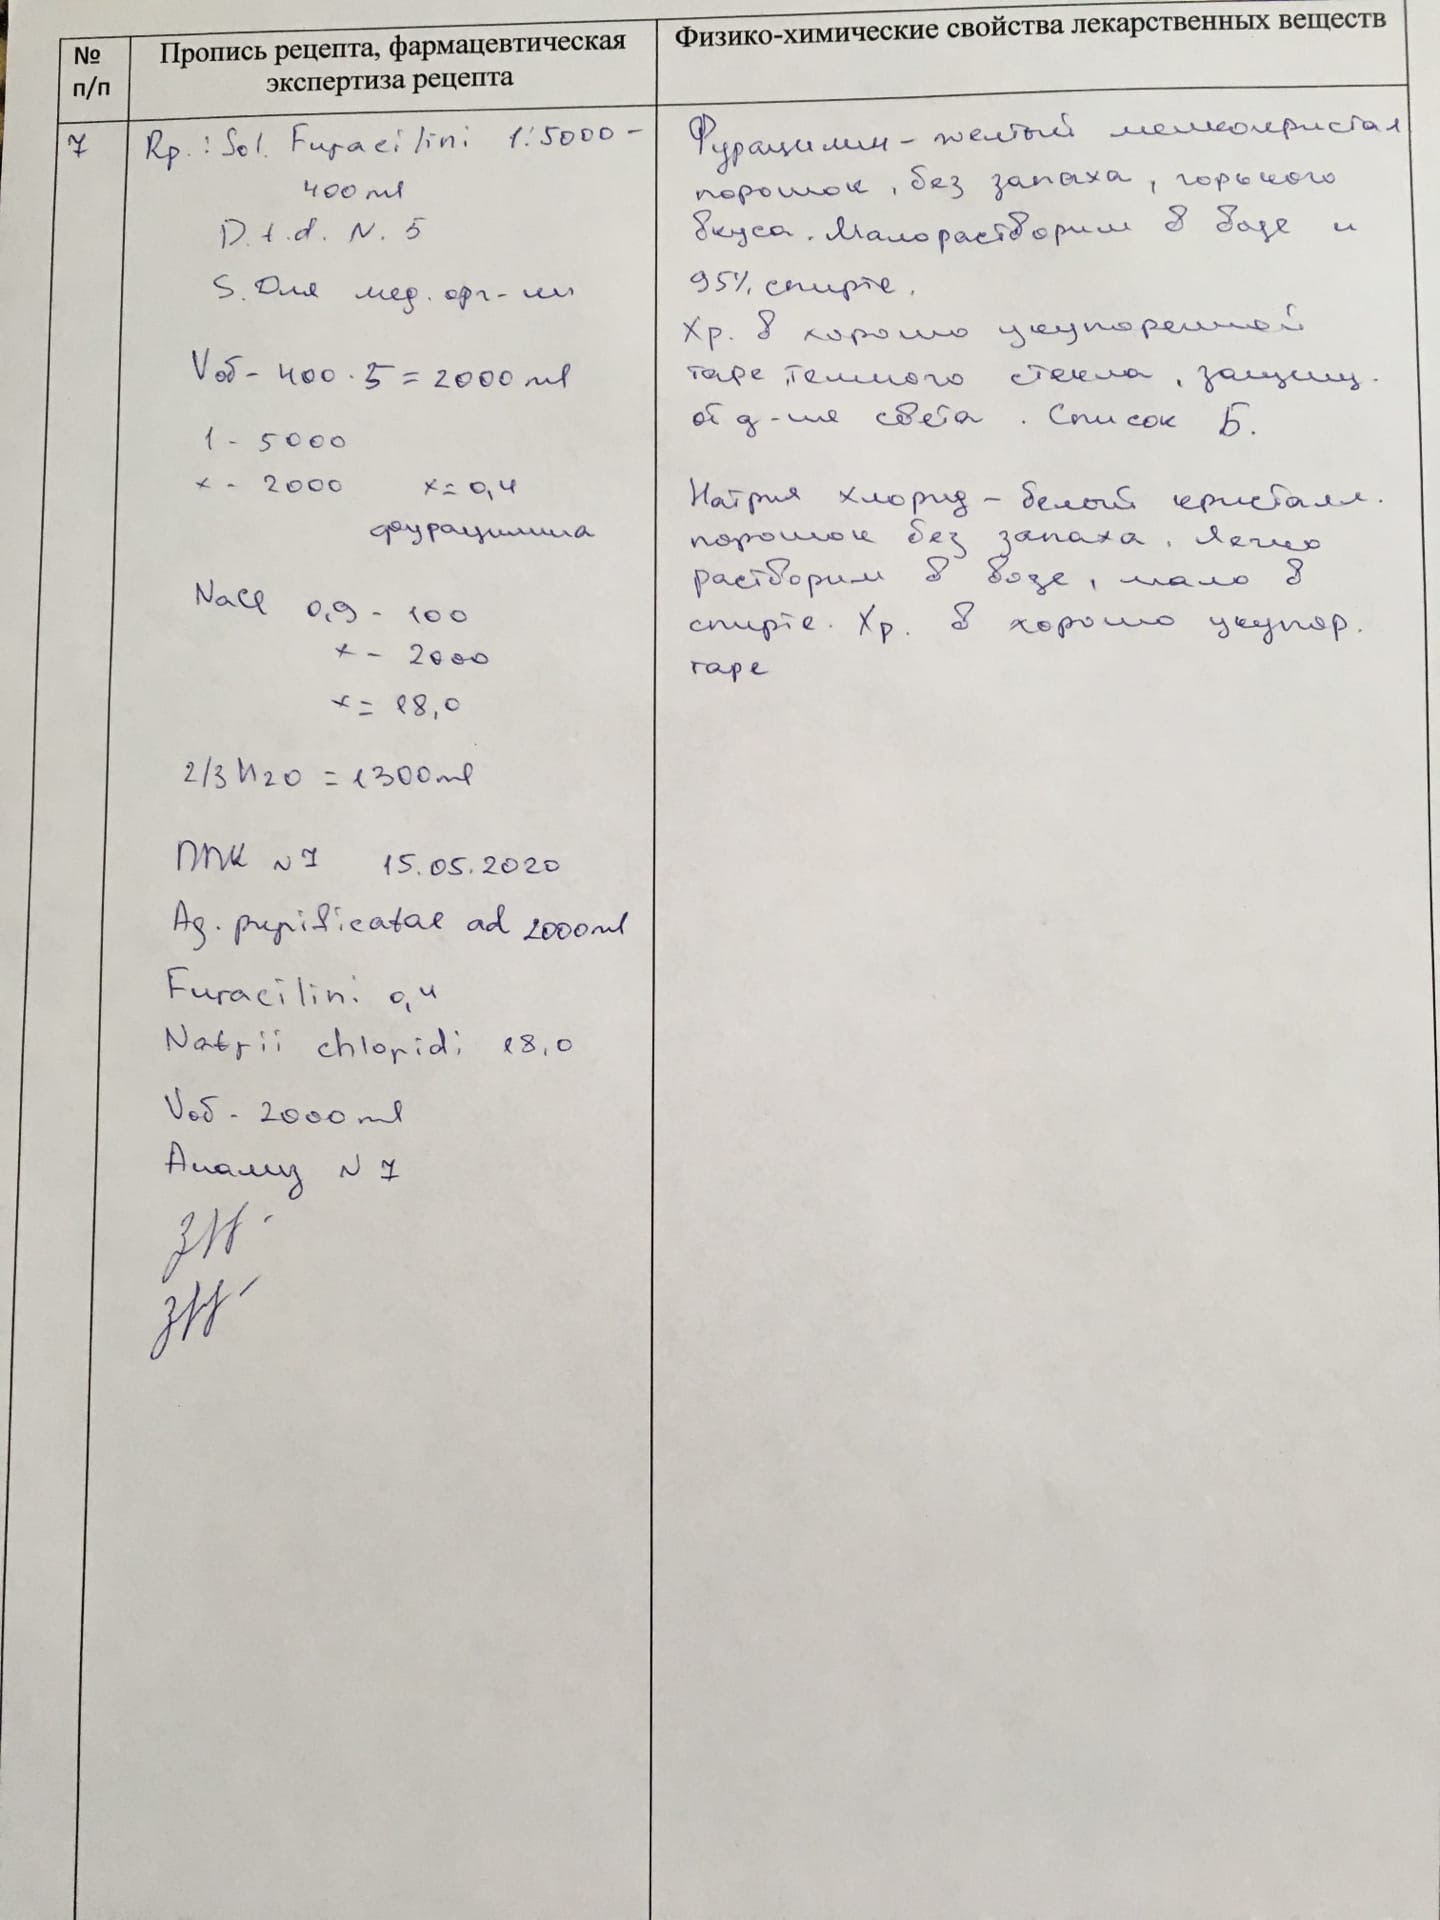 № п/п
Пропись рецепта, фармацевтическая
экспертиза рецепта
Физико-химические свойства лекарственных веществ
7
Rp.: Sol. Furacilini 1:5000 -
400 ml
D.t.d. N. 5
S. Для мед. орг-ии
Vоб - 400 · 5 = 2000 ml
1 - 5000
x - 2000 x = 0,4
фурацилина
NaCl 0,9 - 100
x - 2000
x = 18,0
2/3 H2O = 1300 ml
ППК N7 15.05.2020
Aq. purificatae ad 2000 ml
Furacilini 0,4
Natrii chloridi 18,0
Vоб - 2000 ml
Анализ N 7
Фурацилин - желтый мелкокристал
порошок, без запаха, горького
вкуса. Малорастворим в воде и
95% спирте.
Хр. в хорошо укупоренной
таре, темного стекла, защищ.
от д-ия света. Список Б.
Натрия хлорид - белый кристалл.
порошок без запаха. Легко
растворим в воде, мало в
спирте. Хр. в хорошо укупор.
таре